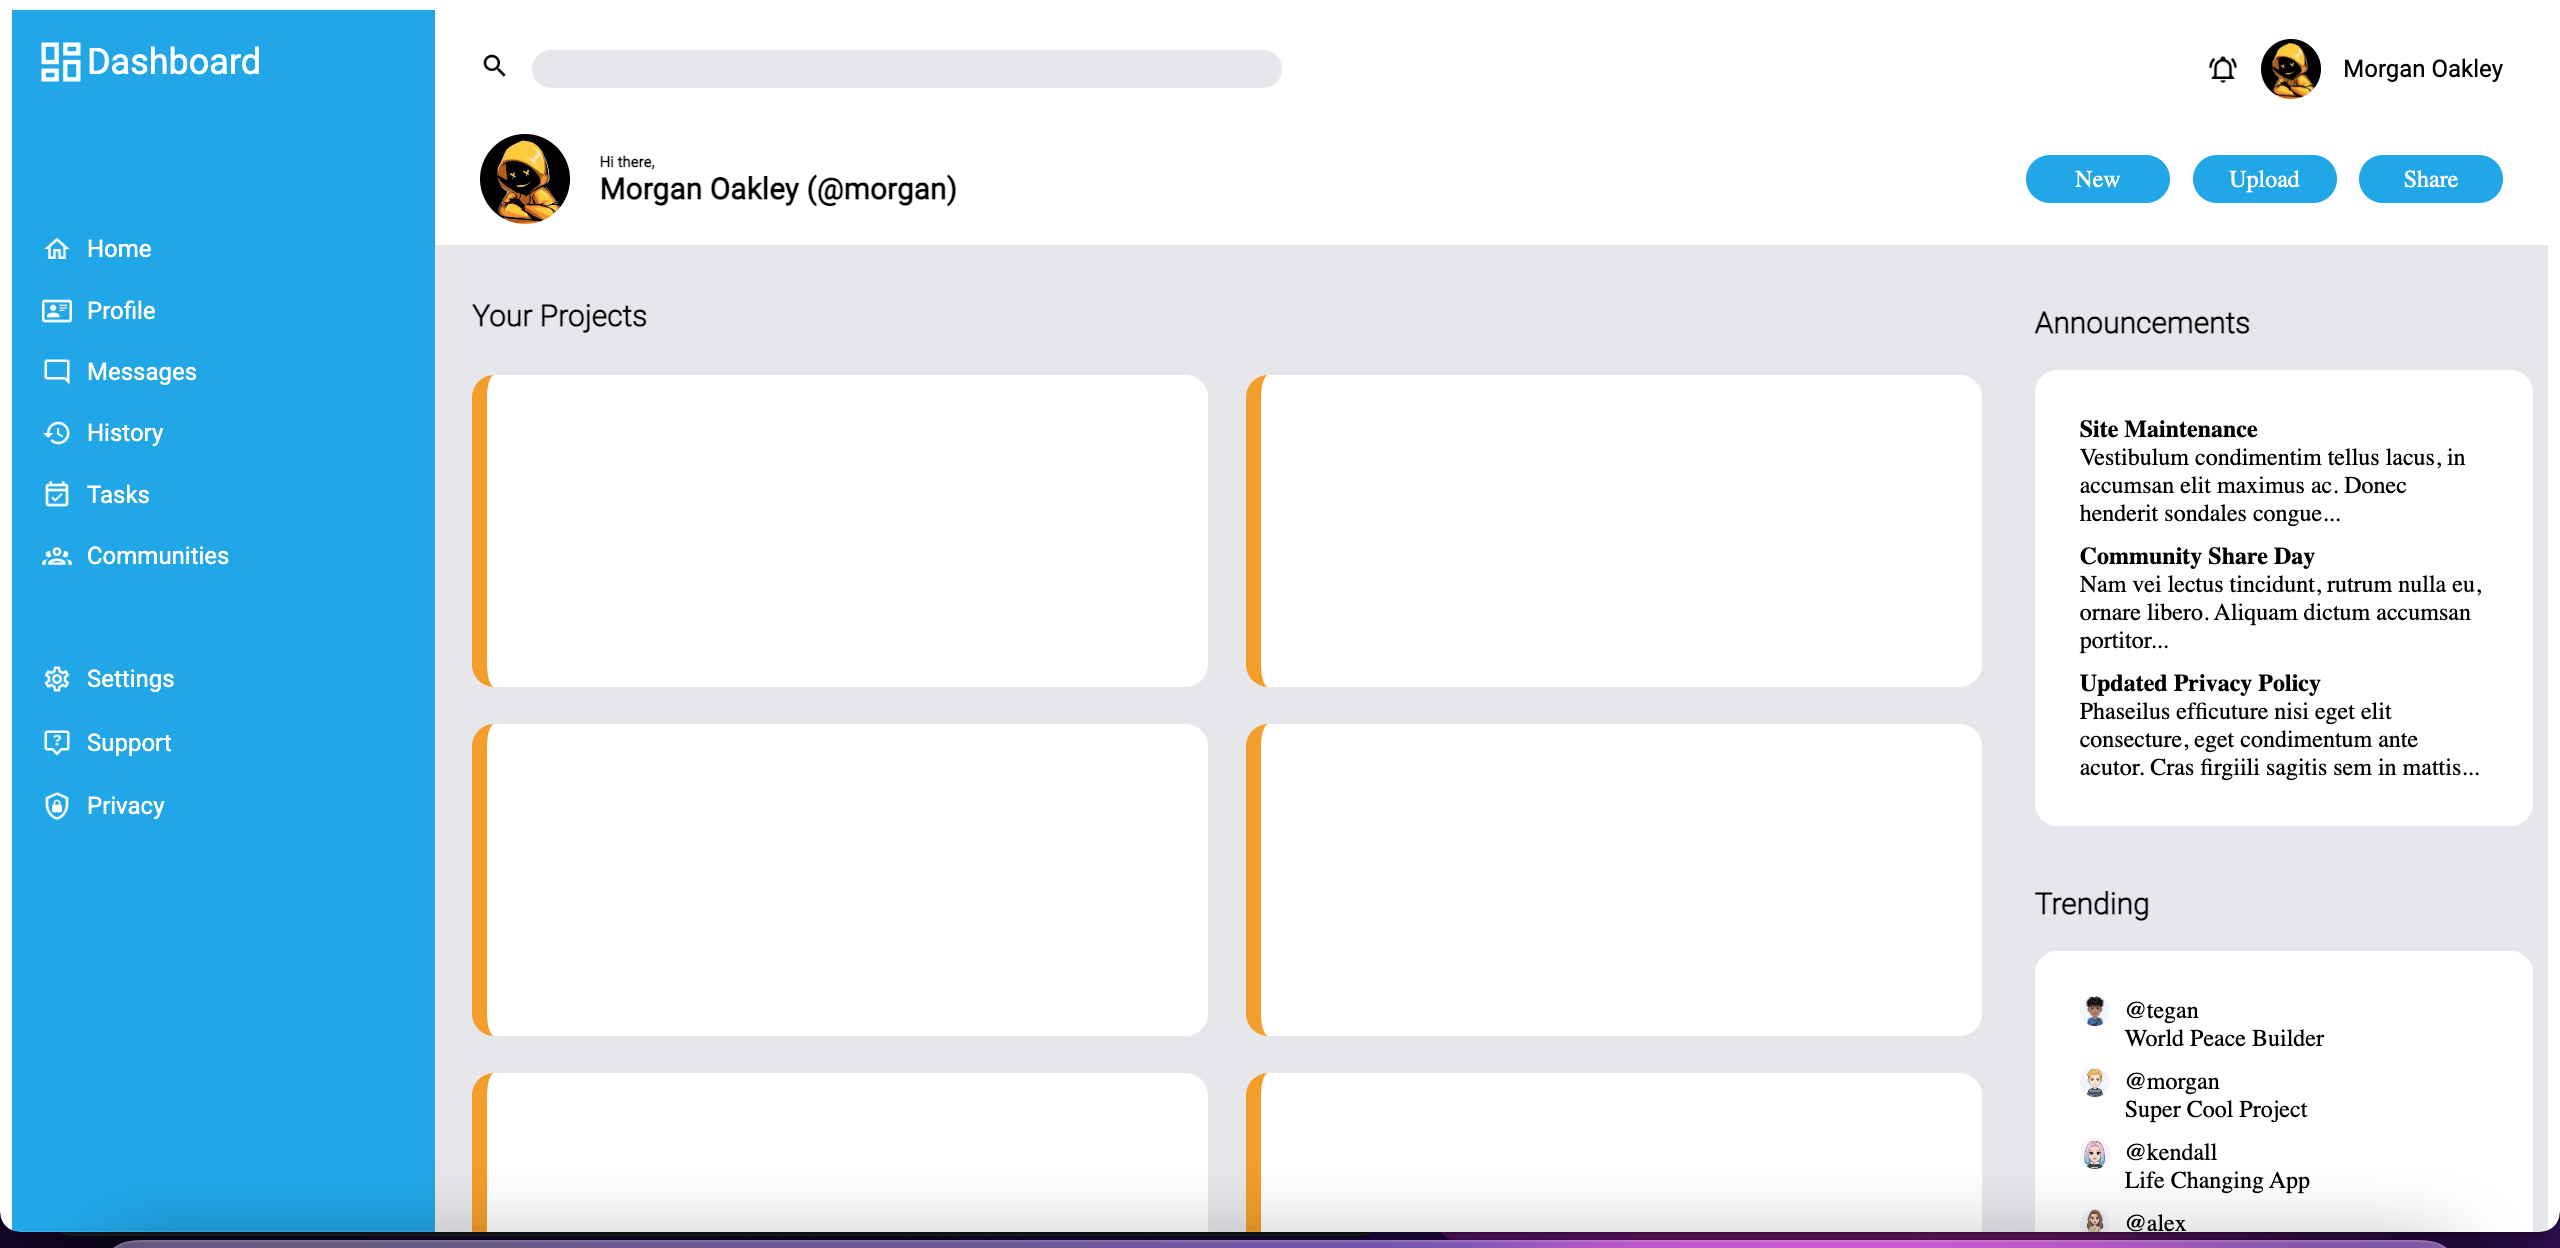 Dashboard
Home
Profile
Messages
History
Tasks
Communities
Settings
Support
Privacy
Morgan Oakley
Hi there,
Morgan Oakley (@morgan)
New
Upload
Share
Your Projects
Announcements
Site Maintenance
Vestibulum condimentim tellus lacus, in
accumsan elit maximus ac. Donec
henderit sondales congue...
Community Share Day
Nam vei lectus tincidunt, rutrum nulla eu,
ornare libero. Aliquam dictum accumsan
portitor...
Updated Privacy Policy
Phaseilus efficuture nisi eget elit
consecture, eget condimentum ante
acutor. Cras firgiili sagitis sem in mattis...
Trending
@tegan
World Peace Builder
@morgan
Super Cool Project
@kendall
Life Changing App
@alex